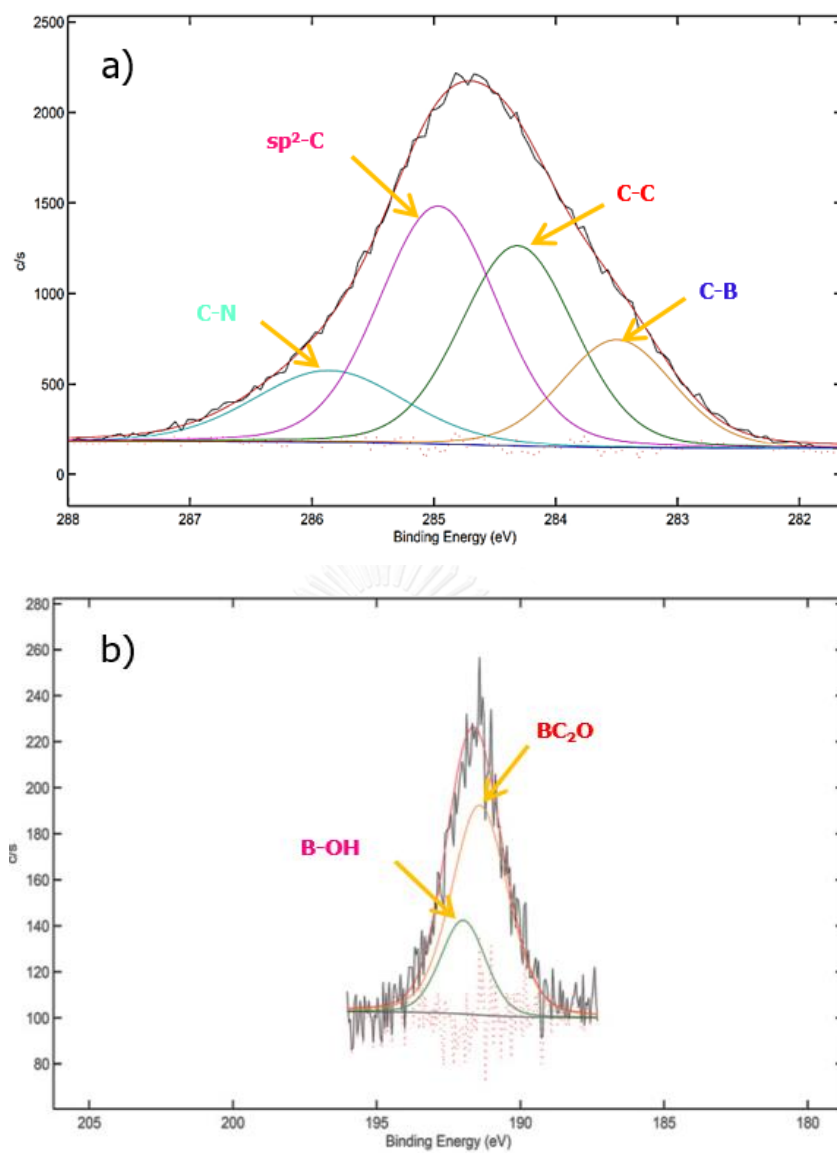 a)
2500
2000
1500
1000
500
0
c/s
sp²-C
C-C
C-N
C-B
288 287 286 285 284 283 282
Binding Energy (eV)
b)
280
260
240
220
200
180
160
140
120
100
80
c/s
BC₂O
B-OH
205 200 195 190 185 180
Binding Energy (eV)